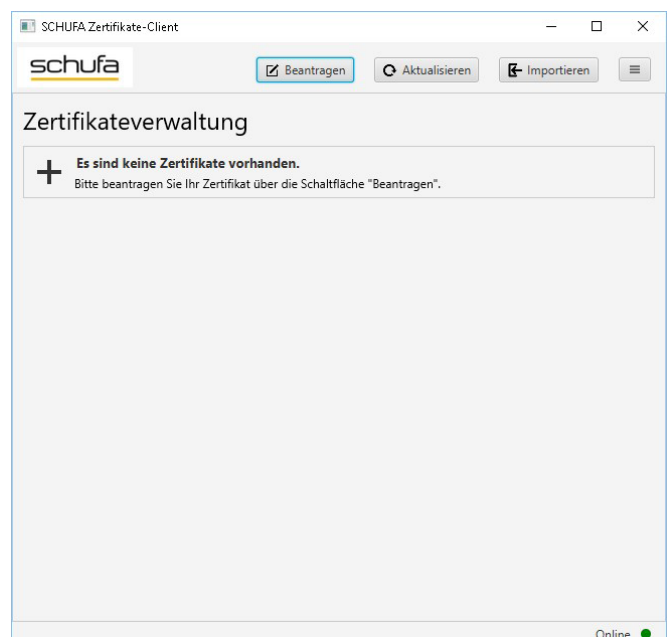 SCHUFA Zertifikate-Client
schufa
Beantragen
Aktualisieren
Importieren
Zertifikateverwaltung
Es sind keine Zertifikate vorhanden.
Bitte beantragen Sie Ihr Zertifikat über die Schaltfläche "Beantragen".
Online